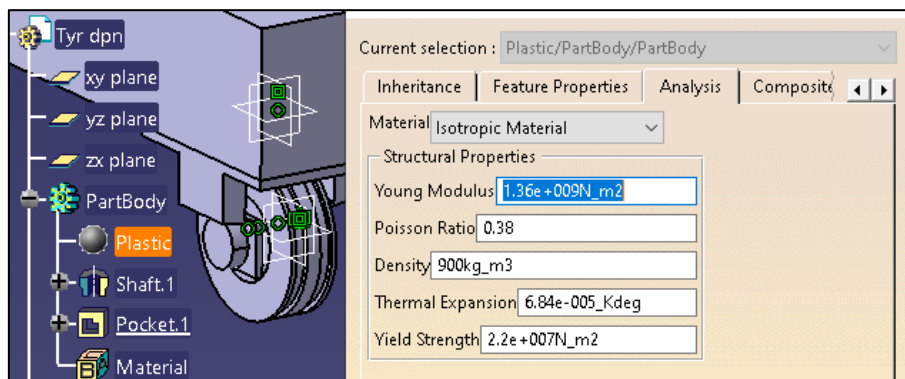 Tyr dpn
xy plane
yz plane
zx plane
PartBody
Plastic
Shaft.1
Pocket.1
Material
Current selection : Plastic/PartBody/PartBody
Inheritance Feature Properties Analysis Composite
Material Isotropic Material
Structural Properties
Young Modulus 1.36e+009N_m2
Poisson Ratio 0.38
Density 900kg_m3
Thermal Expansion 6.84e-005_Kdeg
Yield Strength 2.2e+007N_m2